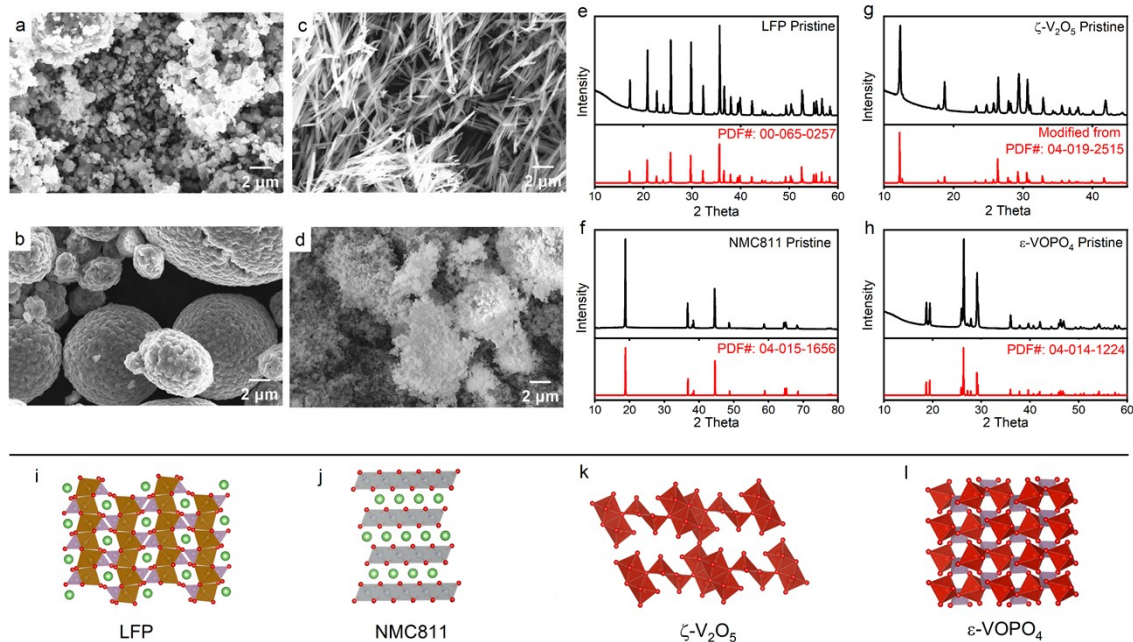 a
2 μm
c
2 μm
b
2 μm
d
2 μm
e
LFP Pristine
Intensity
PDF#: 00-065-0257
10 20 30 40 50 60
2 Theta
g
ζ-V₂O₅ Pristine
Intensity
Modified from
PDF#: 04-019-2515
10 20 30 40
2 Theta
f
NMC811 Pristine
Intensity
PDF#: 04-015-1656
10 20 30 40 50 60 70 80
2 Theta
h
ε-VOPO₄ Pristine
Intensity
PDF#: 04-014-1224
10 20 30 40 50 60
2 Theta
i
LFP
j
NMC811
k
ζ-V₂O₅
l
ε-VOPO₄